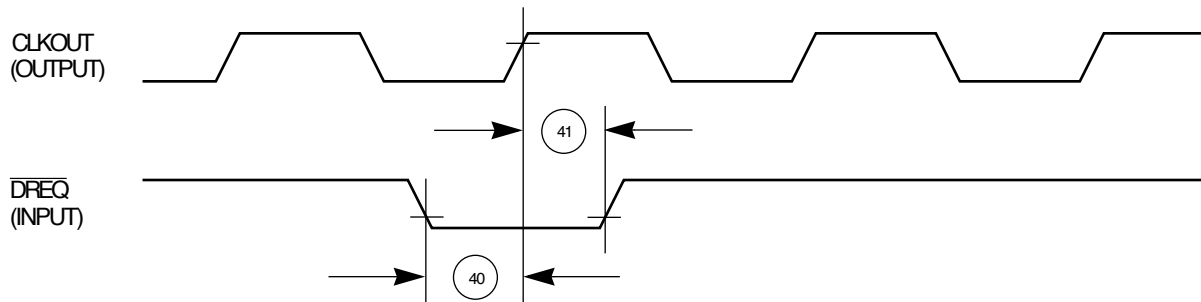 CLKOUT
(OUTPUT)
41
DREQ
(INPUT)
40